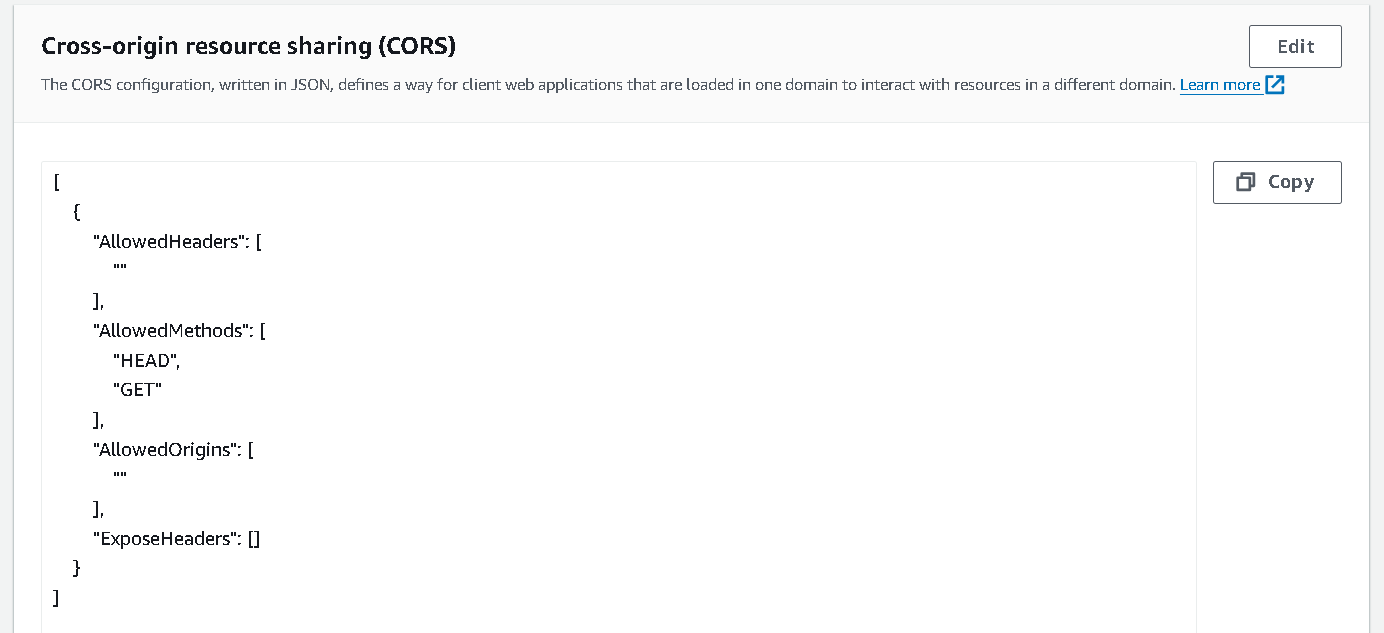 Cross-origin resource sharing (CORS)
Edit
The CORS configuration, written in JSON, defines a way for client web applications that are loaded in one domain to interact with resources in a different domain. Learn more
Copy
[
{
"AllowedHeaders": [
""
],
"AllowedMethods": [
"HEAD",
"GET"
],
"AllowedOrigins": [
""
],
"ExposeHeaders": []
}
]